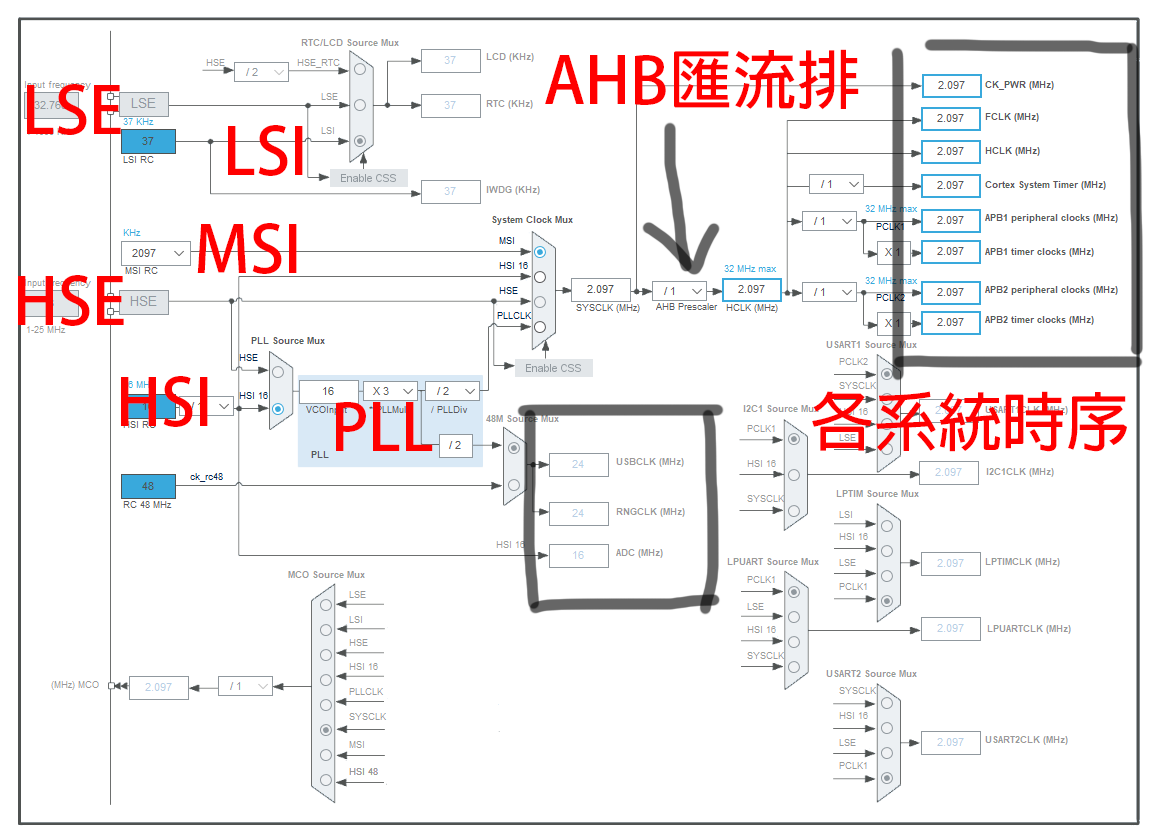 RTC/LCD Source Mux
HSE
/ 2
HSE_RTC
37
LCD (KHz)
LSE
37
RTC (KHz)
LSI
Enable CSS
37
IWDG (KHz)
Input frequency
LSE
LSE
37 KHz
37
LSI RC
LSI
AHB匯流排
2.097
CK_PWR (MHz)
2.097
FCLK (MHz)
2.097
HCLK (MHz)
/ 1
2.097
Cortex System Timer (MHz)
32 MHz max
/ 1
PCLK1
2.097
APB1 peripheral clocks (MHz)
X 1
2.097
APB1 timer clocks (MHz)
32 MHz max
/ 1
PCLK2
2.097
APB2 peripheral clocks (MHz)
X 1
2.097
APB2 timer clocks (MHz)
System Clock Mux
KHz
2097
MSI RC
MSI
MSI
HSI 16
HSE
PLLCLK
2.097
SYSCLK (MHz)
/ 1
AHB Prescaler
32 MHz max
2.097
HCLK (MHz)
Enable CSS
Input frequency
HSE
HSE
1-25 MHz
PLL Source Mux
HSE
HSI 16
HSI
HSI RC
/ 1
16
X 3
/ 2
/ PLLDiv
PLL
/ 2
PLL
48M Source Mux
48
RC 48 MHz
ck_rc48
24
USBCLK (MHz)
24
RNGCLK (MHz)
HSI 16
16
ADC (MHz)
USART1 Source Mux
PCLK2
SYSCLK
HSI 16
LSE
各系統時序
I2C1 Source Mux
PCLK1
HSI 16
SYSCLK
2.097
I2C1CLK (MHz)
LPTIM Source Mux
LSI
HSI 16
LSE
PCLK1
2.097
LPTIMCLK (MHz)
LPUART Source Mux
PCLK1
LSE
HSI 16
SYSCLK
2.097
LPUARTCLK (MHz)
USART2 Source Mux
SYSCLK
HSI 16
LSE
PCLK1
2.097
USART2CLK (MHz)
MCO Source Mux
LSE
LSI
HSE
HSI 16
PLLCLK
SYSCLK
MSI
HSI 48
(MHz) MCO
2.097
/ 1